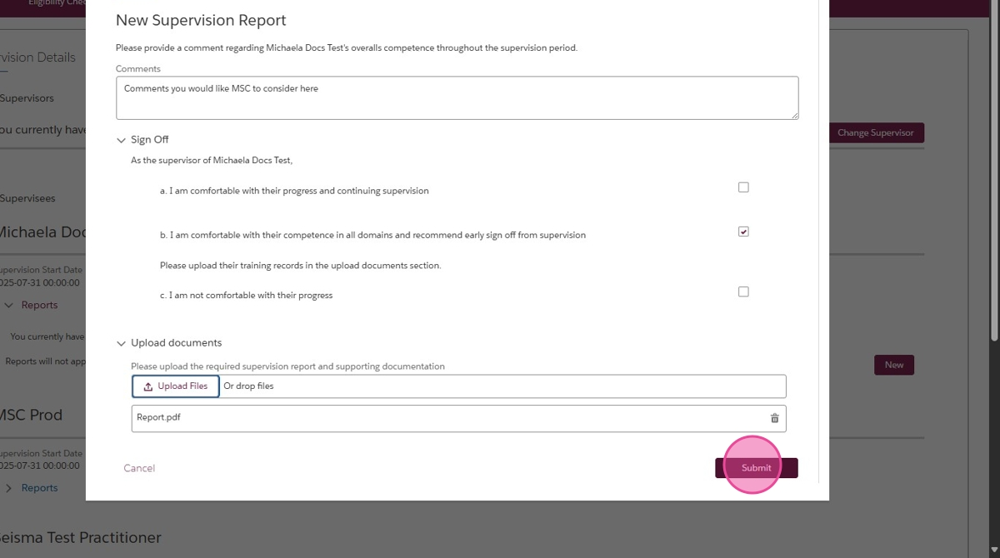 Eligibility Che
New Supervision Report
Please provide a comment regarding Michaela Docs Test's overalls competence throughout the supervision period.
Comments
Comments you would like MSC to consider here
Sign Off
As the supervisor of Michaela Docs Test,
a. I am comfortable with their progress and continuing supervision
b. I am comfortable with their competence in all domains and recommend early sign off from supervision
Please upload their training records in the upload documents section.
c. I am not comfortable with their progress
Upload documents
Please upload the required supervision report and supporting documentation
Upload Files
Or drop files
Report.pdf
Cancel
Submit
vision Details
Supervisors
ou currently have
Change Supervisor
Supervisees
Michaela Doc
upervision Start Date
025-07-31 00:00:00
Reports
You currently have
Reports will not app
New
MSC Prod
upervision Start Date
025-07-31 00:00:00
Reports
eisma Test Practitioner